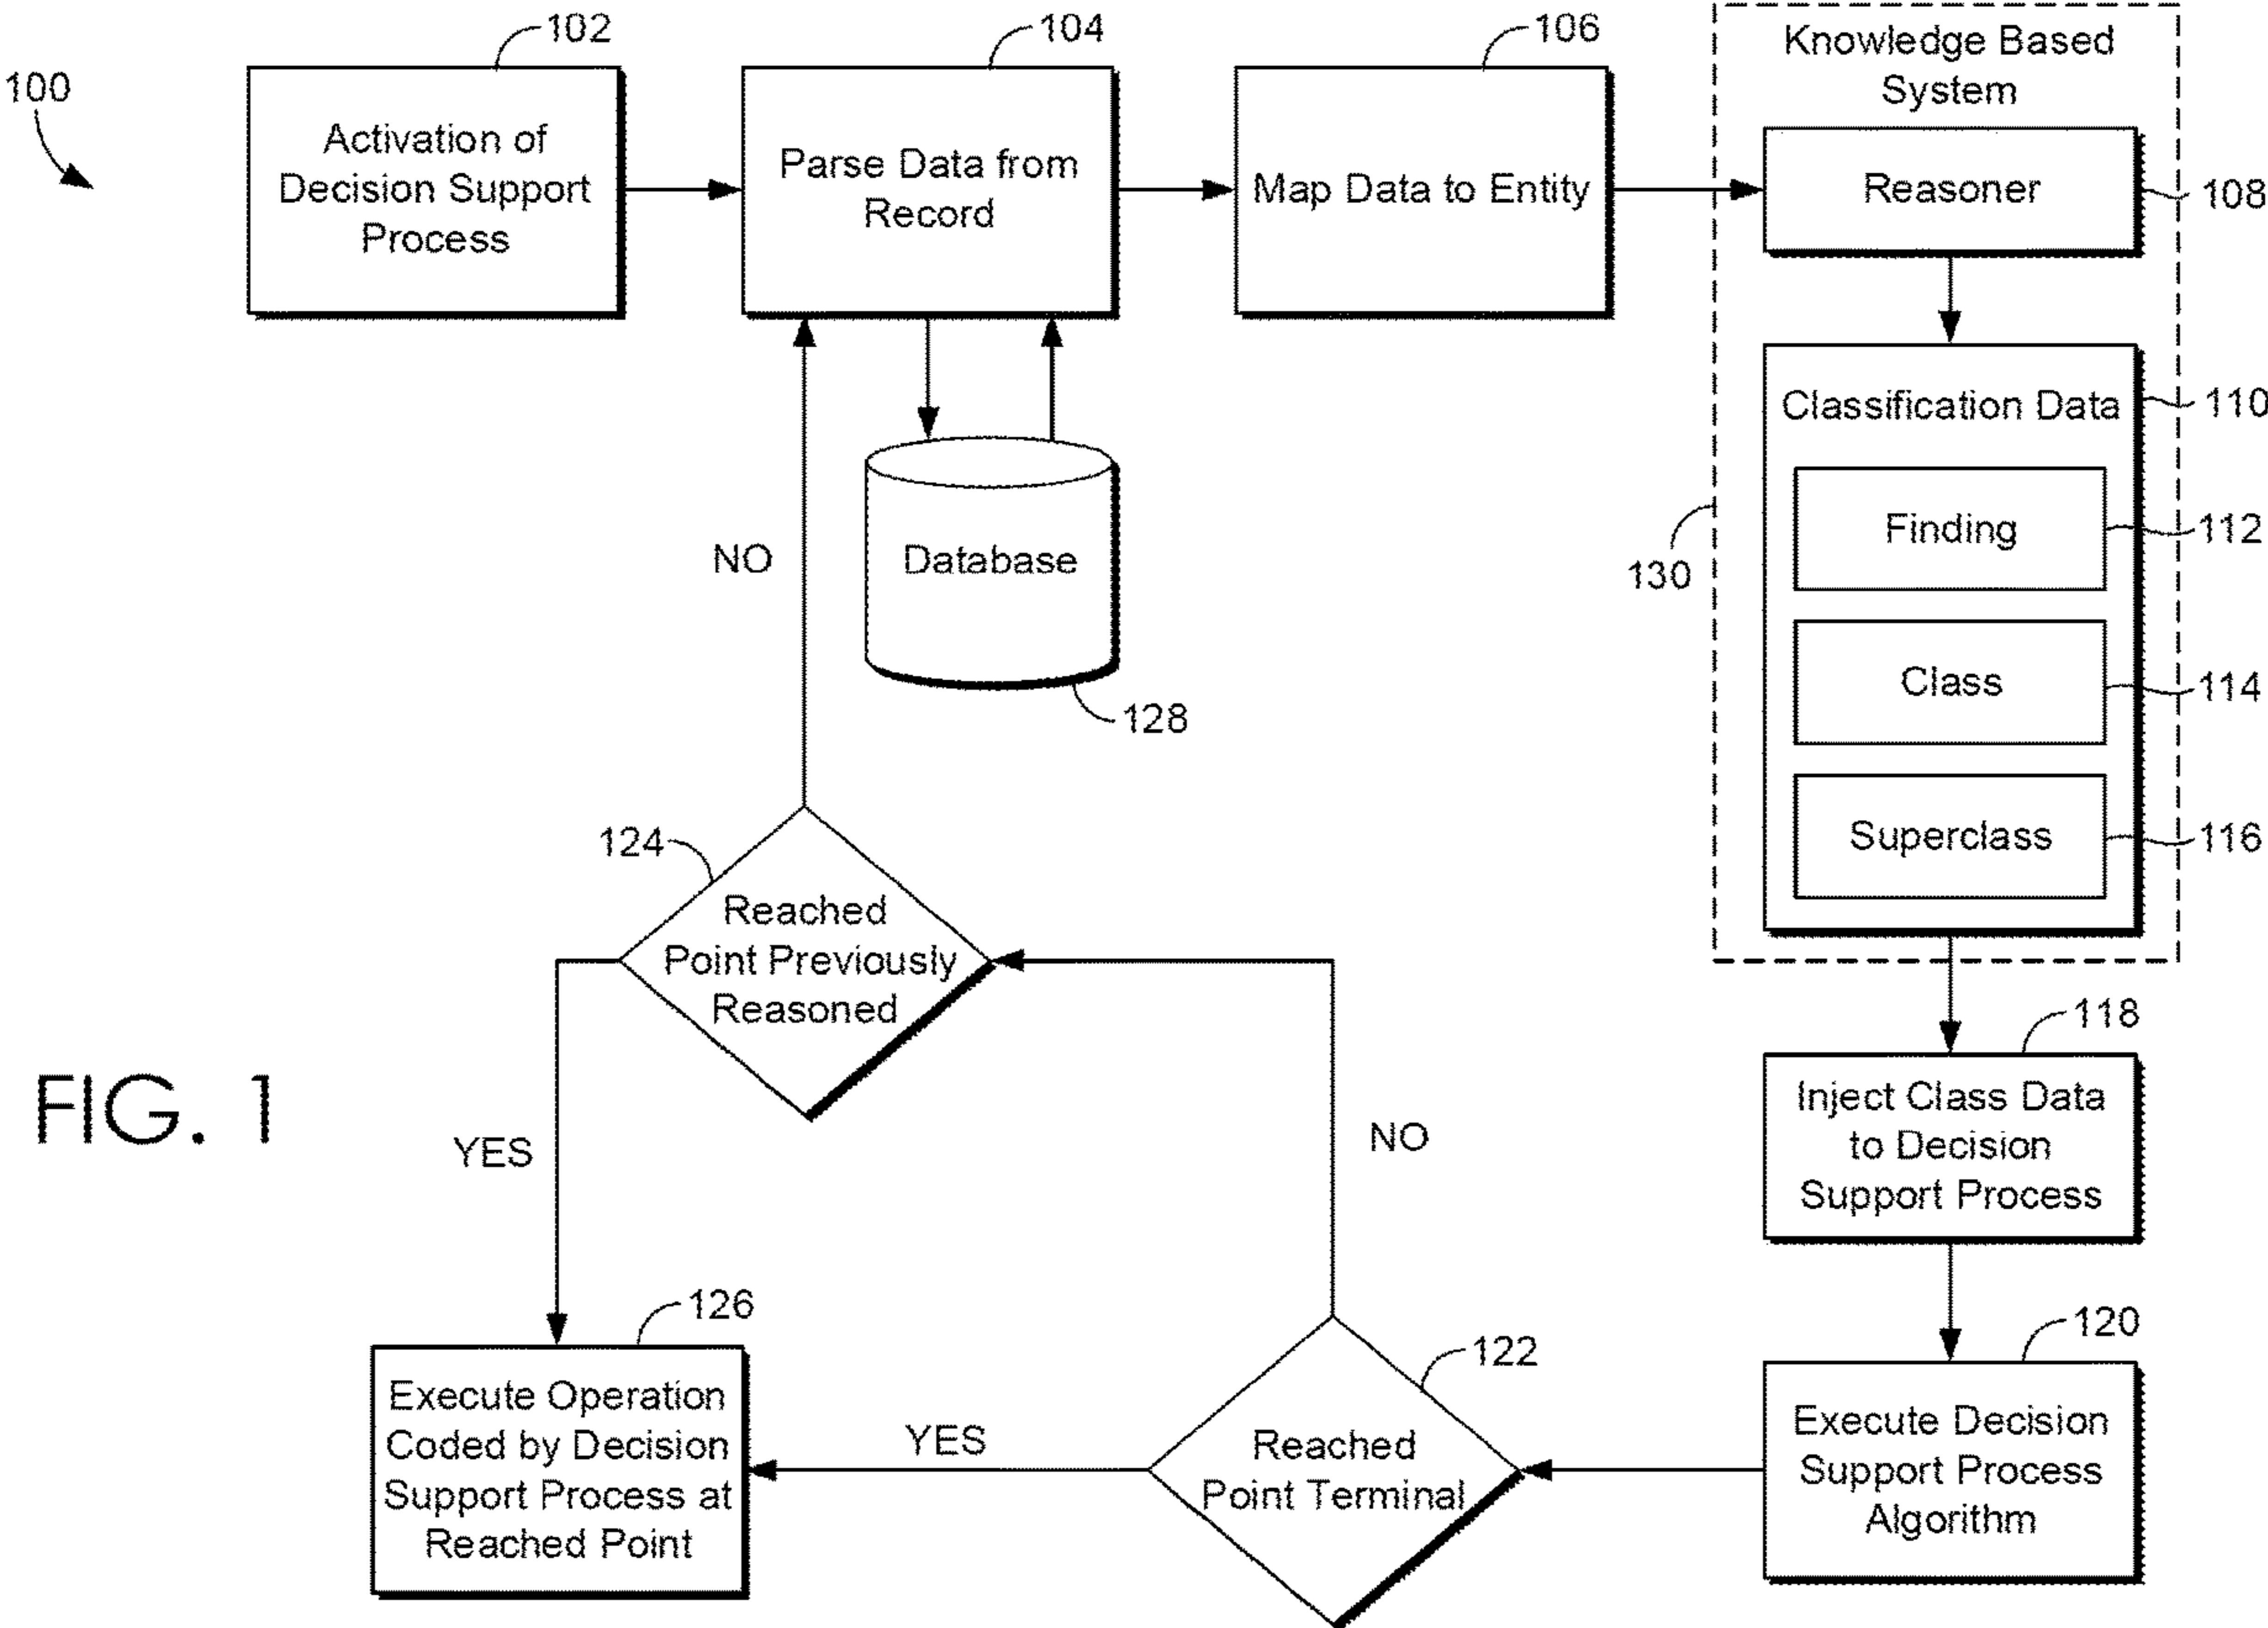 100
102
Activation of
Decision Support
Process
104
Parse Data from
Record
106
Map Data to Entity
Knowledge Based
System
Reasoner
108
Classification Data
110
Finding
112
Class
114
Superclass
116
130
Database
128
NO
124
Reached
Point Previously
Reasoned
118
Inject Class Data
to Decision
Support Process
FIG. 1
YES
NO
126
Execute Operation
Coded by Decision
Support Process at
Reached Point
YES
122
Reached
Point Terminal
120
Execute Decision
Support Process
Algorithm